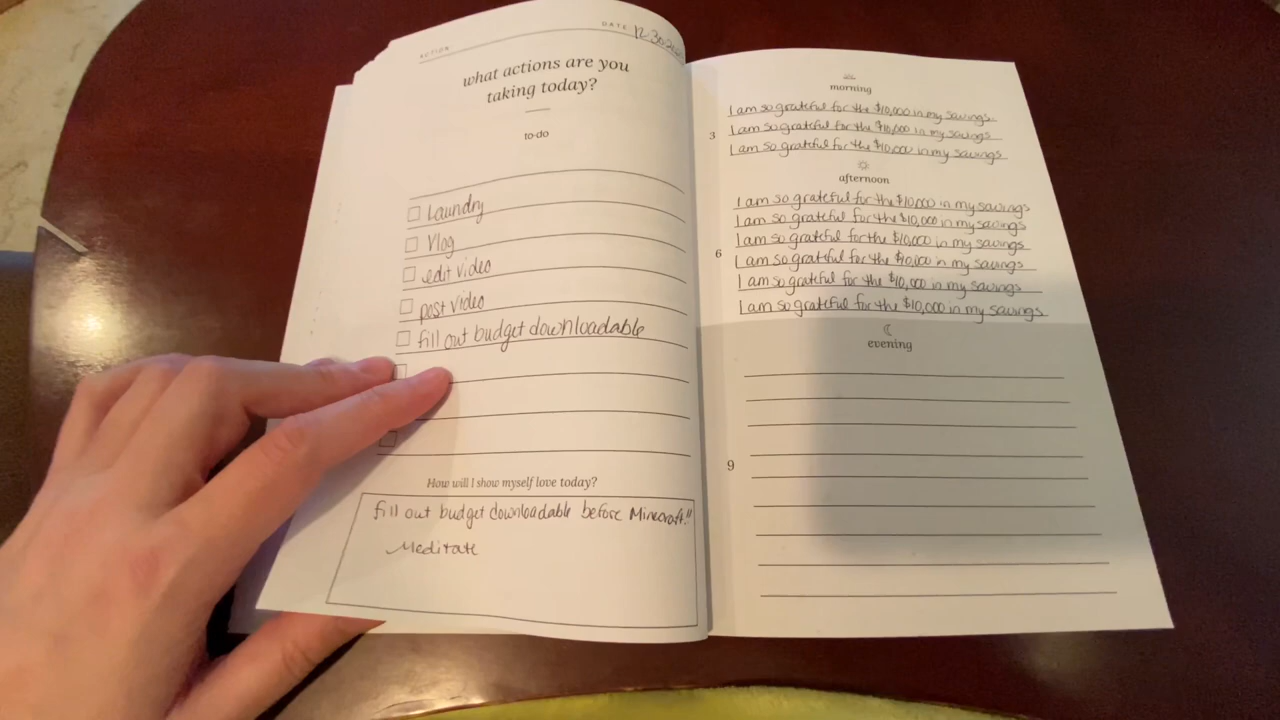 ACTION
DATE
what actions are you
taking today?
to-do
Laundry
Vlog
edit video
post video
fill out budget downloadable
How will I show myself love today?
fill out budget downloadable before Minecraft!!
Meditate
morning
I am so grateful for the $10,000 in my savings.
3
I am so grateful for the $10,000 in my savings
I am so grateful for the $10,000 in my savings
afternoon
I am so grateful for the $10,000 in my savings
I am so grateful for the $10,000 in my savings
I am so grateful for the $10,000 in my savings
6
I am so grateful for the $10,000 in my savings
I am so grateful for the $10,000 in my savings
I am so grateful for the $10,000 in my savings
evening
9